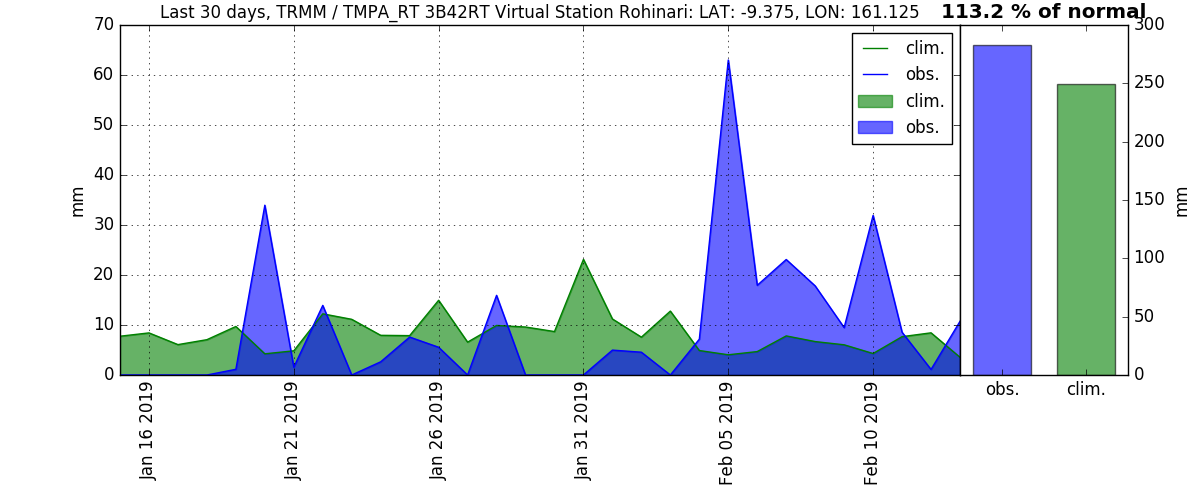 Last 30 days, TRMM / TMPA_RT 3B42RT Virtual Station Rohinari: LAT: -9.375, LON: 161.125
113.2 % of normal
70
60
50
40
30
20
10
0
mm
clim.
obs.
clim.
obs.
Jan 16 2019
Jan 21 2019
Jan 26 2019
Jan 31 2019
Feb 05 2019
Feb 10 2019
300
250
200
150
100
50
0
mm
obs.
clim.